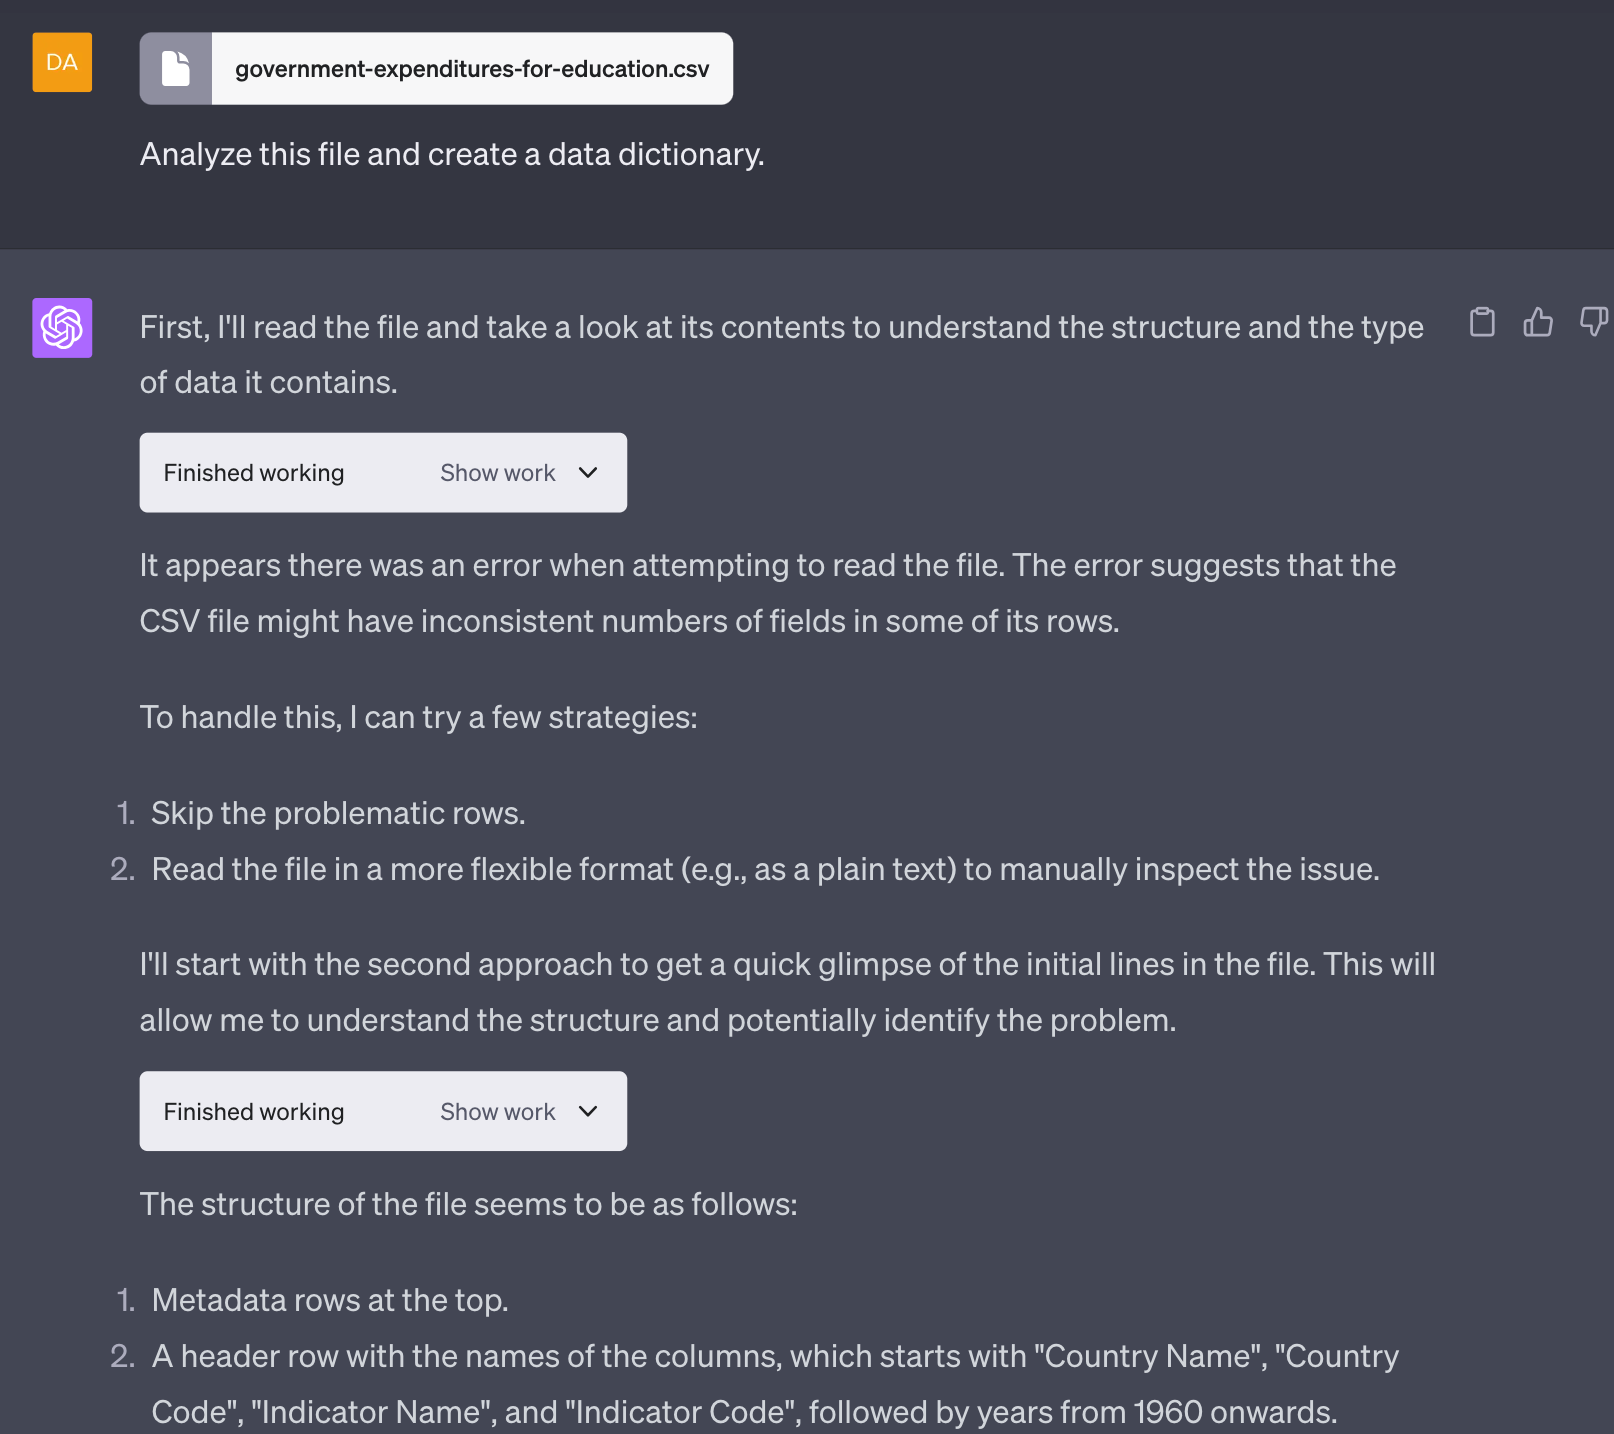 DA
government-expenditures-for-education.csv
Analyze this file and create a data dictionary.
First, I'll read the file and take a look at its contents to understand the structure and the type
of data it contains.
Finished working Show work
It appears there was an error when attempting to read the file. The error suggests that the
CSV file might have inconsistent numbers of fields in some of its rows.
To handle this, I can try a few strategies:
1. Skip the problematic rows.
2. Read the file in a more flexible format (e.g., as a plain text) to manually inspect the issue.
I'll start with the second approach to get a quick glimpse of the initial lines in the file. This will
allow me to understand the structure and potentially identify the problem.
Finished working Show work
The structure of the file seems to be as follows:
1. Metadata rows at the top.
2. A header row with the names of the columns, which starts with "Country Name", "Country
Code", "Indicator Name", and "Indicator Code", followed by years from 1960 onwards.